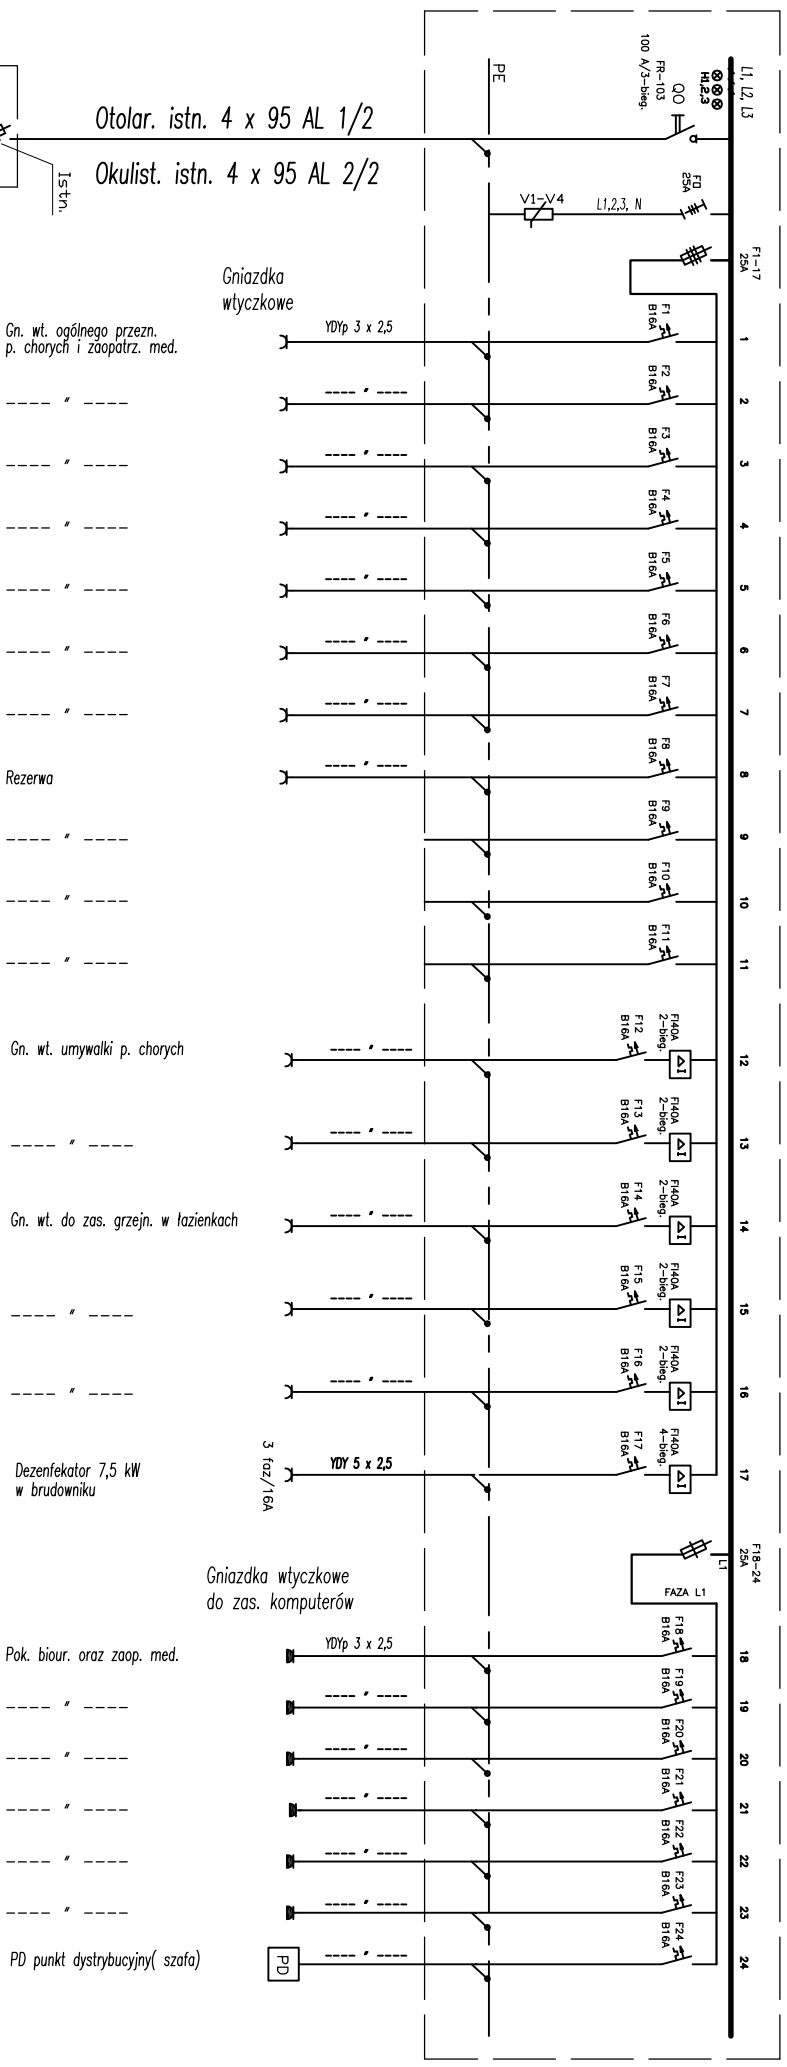 L1, L2, L3
H1,2,3
QO
FR-103
100 A/3-bieg.
PE
Otolar. istn. 4 x 95 AL 1/2
Okulist. istn. 4 x 95 AL 2/2
Istn.
F0
25A
L1,2,3, N
V1-V4
F1-17
25A
Gniazdka
wtyczkowe
Gn. wt. ogólnego przezn.
p. chorych i zaopatrz. med.
YDYp 3 x 2,5
F1
B16A
1
---- " ----
---- " ----
F2
B16A
2
---- " ----
---- " ----
F3
B16A
3
---- " ----
---- " ----
F4
B16A
4
---- " ----
---- " ----
F5
B16A
5
---- " ----
---- " ----
F6
B16A
6
---- " ----
---- " ----
F7
B16A
7
Rezerwa
---- " ----
F8
B16A
8
---- " ----
F9
B16A
9
---- " ----
F10
B16A
10
---- " ----
F11
B16A
11
Gn. wt. umywalki p. chorych
---- " ----
F12
B16A
FI40A
2-bieg.
ΔI
12
---- " ----
---- " ----
F13
B16A
FI40A
2-bieg.
ΔI
13
Gn. wt. do zas. grzejn. w łazienkach
---- " ----
F14
B16A
FI40A
2-bieg.
ΔI
14
---- " ----
---- " ----
F15
B16A
FI40A
2-bieg.
ΔI
15
---- " ----
---- " ----
F16
B16A
FI40A
2-bieg.
ΔI
16
Dezenfekator 7,5 kW
w brudowniku
3 faz/16A
YDY 5 x 2,5
F17
B16A
FI40A
4-bieg.
ΔI
17
F18-24
25A
L1
FAZA L1
Gniazdka wtyczkowe
do zas. komputerów
Pok. biur. oraz zaop. med.
YDYp 3 x 2,5
F18
B16A
18
---- " ----
---- " ----
F19
B16A
19
---- " ----
---- " ----
F20
B16A
20
---- " ----
---- " ----
F21
B16A
21
---- " ----
---- " ----
F22
B16A
22
---- " ----
---- " ----
F23
B16A
23
PD punkt dystrybucyjny( szafa)
PD
---- " ----
F24
B16A
24